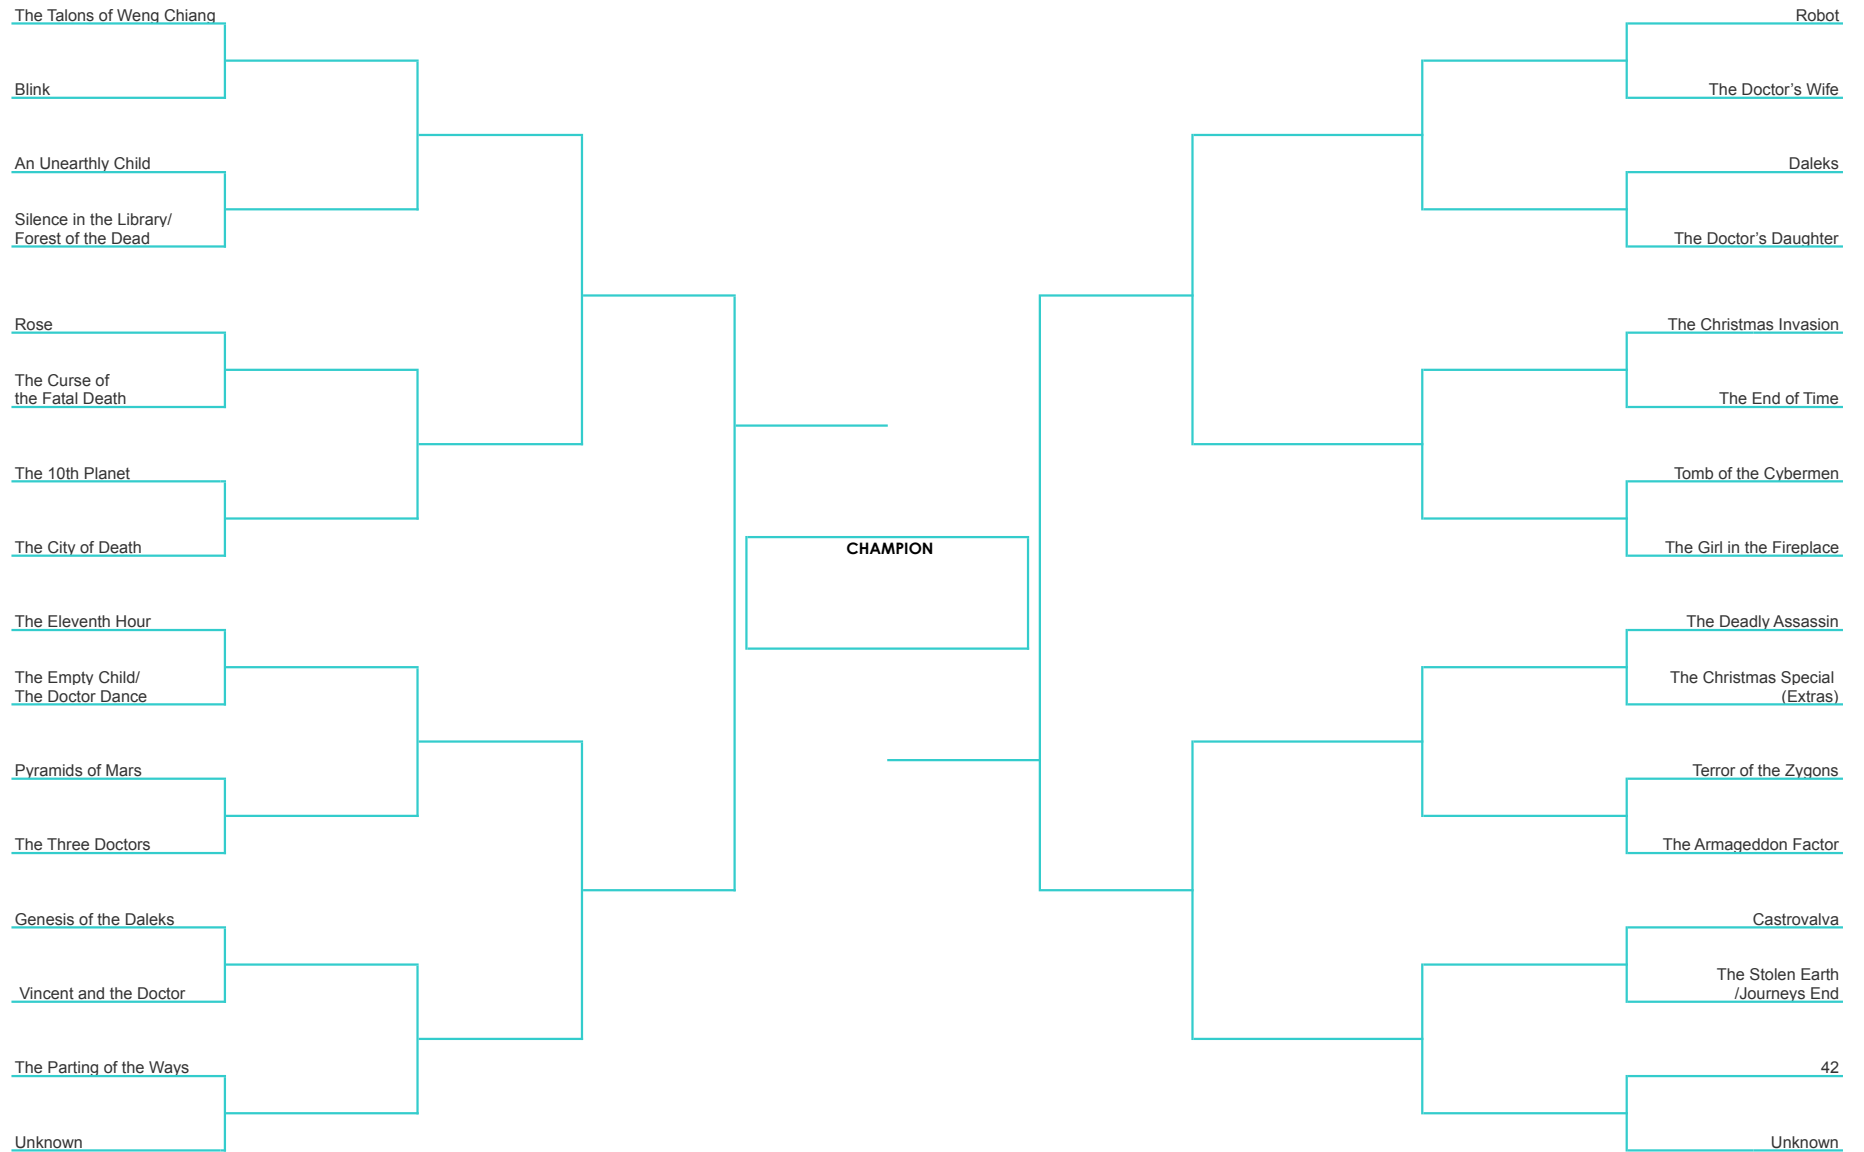 The Talons of Weng Chiang
Blink
An Unearthly Child
Silence in the Library/
Forest of the Dead
Rose
The Curse of
the Fatal Death
The 10th Planet
The City of Death
The Eleventh Hour
The Empty Child/
The Doctor Dance
Pyramids of Mars
The Three Doctors
Genesis of the Daleks
Vincent and the Doctor
The Parting of the Ways
Unknown
CHAMPION
Robot
The Doctor’s Wife
Daleks
The Doctor’s Daughter
The Christmas Invasion
The End of Time
Tomb of the Cybermen
The Girl in the Fireplace
The Deadly Assassin
The Christmas Special
(Extras)
Terror of the Zygons
The Armageddon Factor
Castrovalva
The Stolen Earth
/Journeys End
42
Unknown